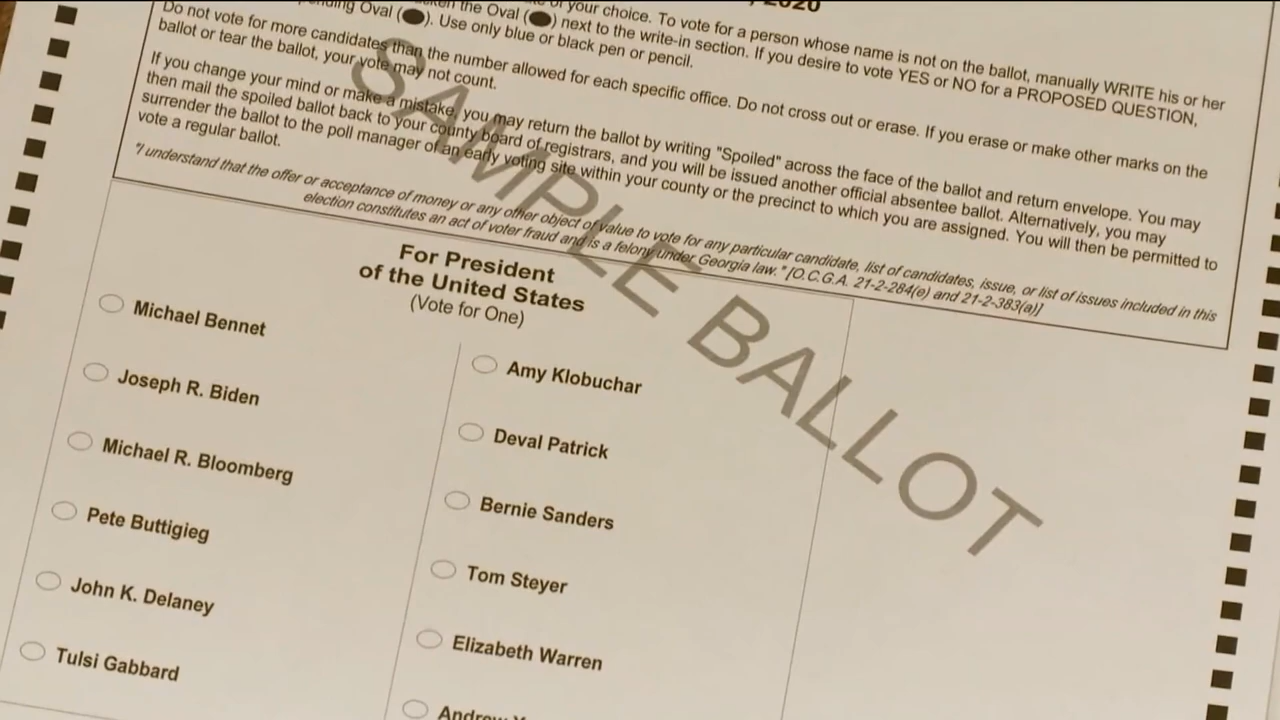 2020
of your choice. To vote for a person whose name is not on the ballot, manually WRITE his or her
Oval ( ) next to the write-in section. If you desire to vote YES or NO for a PROPOSED QUESTION,
Oval ( ). Use only blue or black pen or pencil.
Do not vote for more candidates than the number allowed for each specific office. Do not cross out or erase. If you erase or make other marks on the
ballot or tear the ballot, your vote may not count.
If you change your mind or make a mistake, you may return the ballot by writing "Spoiled" across the face of the ballot and return envelope. You may
then mail the spoiled ballot back to your county board of registrars, and you will be issued another official absentee ballot. Alternatively, you may
surrender the ballot to the poll manager of an early voting site within your county or the precinct to which you are assigned. You will then be permitted to
vote a regular ballot.
"I understand that the offer or acceptance of money or any other object of value to vote for any particular candidate, list of candidates, issue, or list of issues included in this
election constitutes an act of voter fraud and is a felony under Georgia law." [O.C.G.A. 21-2-284(e) and 21-2-383(a)]
SAMPLE BALLOT
For President
of the United States
(Vote for One)
Michael Bennet
Joseph R. Biden
Michael R. Bloomberg
Pete Buttigieg
John K. Delaney
Tulsi Gabbard
Amy Klobuchar
Deval Patrick
Bernie Sanders
Tom Steyer
Elizabeth Warren
Andrew